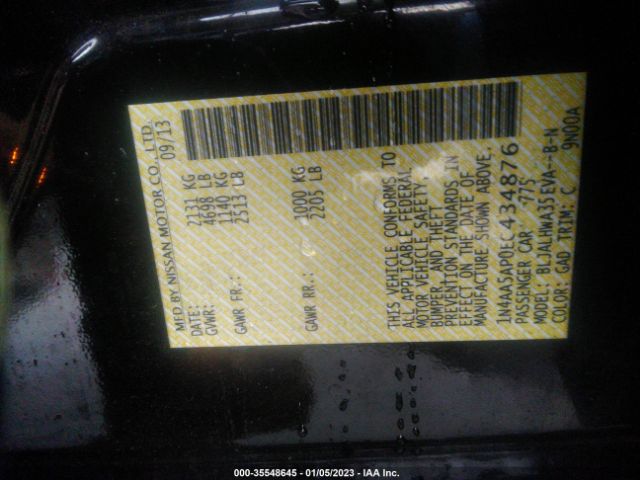 MFD BY NISSAN MOTOR CO., LTD.
DATE: 09/13
GVWR: 2131 KG
4698 LB
GAWR FR.: 1140 KG
2513 LB
GAWR RR.: 1000 KG
2205 LB
THIS VEHICLE CONFORMS TO
ALL APPLICABLE FEDERAL
MOTOR VEHICLE SAFETY,
BUMPER, AND THEFT
PREVENTION STANDARDS IN
EFFECT ON THE DATE OF
MANUFACTURE SHOWN ABOVE.
1N4AA5AP0EC434876
PASSENGER CAR -775
MODEL: BLJALHWA35EVA--B-N
COLOR: GAD TRIM: C 9N00A
000-35548645 - 01/05/2023 - IAA Inc.